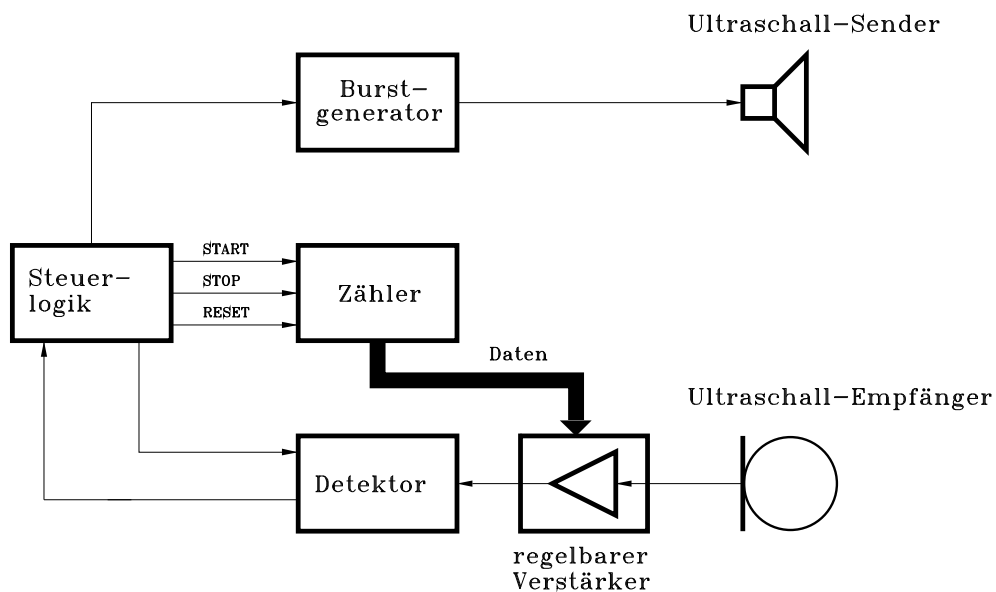 Ultraschall-Sender
Burst-
generator
START
Steuer-
logik
STOP
Zähler
RESET
Daten
Ultraschall-Empfänger
Detektor
regelbarer
Verstärker